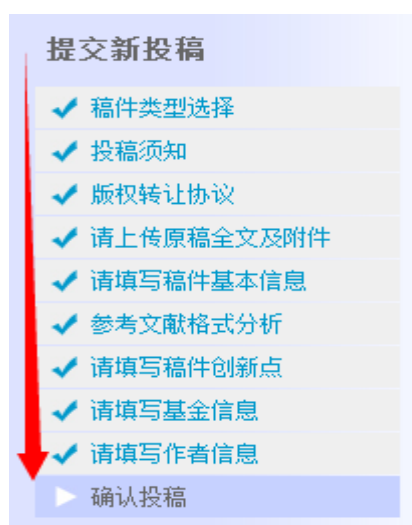 提交新投稿
稿件类型选择
投稿须知
版权转让协议
请上传原稿全文及附件
请填写稿件基本信息
参考文献格式分析
请填写稿件创新点
请填写基金信息
请填写作者信息
确认投稿